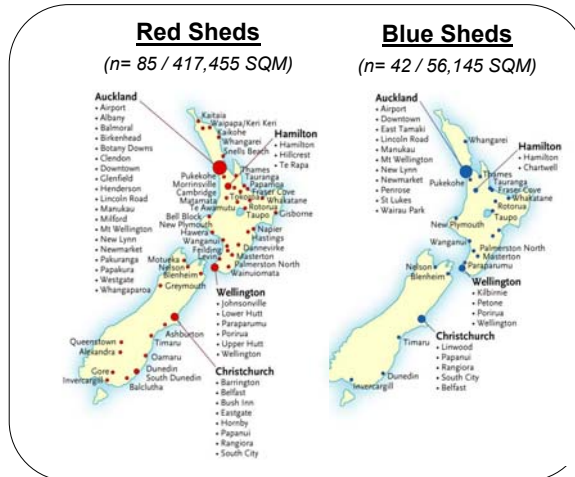 Red Sheds
(n= 85 / 417,455 SQM)
Auckland
• Airport
• Albany
• Balmoral
• Birkenhead
• Botany Downs
• Clendon
• Downtown
• Glenfield
• Henderson
• Lincoln Road
• Manukau
• Milford
• Mt Wellington
• New Lynn
• Newmarket
• Pakuranga
• Papakura
• Westgate
• Whangaparoa
Kaitaia
Waipapa/Keri Keri
Kaikohe
Whangarei
Snells Beach
Hamilton
• Hamilton
• Hillcrest
• Te Rapa
Pukekohe
Thames
Morrinsville
Tauranga
Cambridge
Papamoa
Matamata
Tokoroa
Fraser Cove
Te Awamutu
Whakatane
Bell Block
Rotorua
New Plymouth
Taupo
Gisborne
Hawera
Napier
Wanganui
Hastings
Feilding
Dannevirke
Levin
Masterton
Motueka
Palmerston North
Nelson
Wainuiomata
Blenheim
Greymouth
Wellington
• Johnsonville
• Lower Hutt
• Paraparumu
• Porirua
• Upper Hutt
• Wellington
Ashburton
Queenstown
Timaru
Alexandra
Oamaru
Gore
Dunedin
South Dunedin
Invercargill
Balclutha
Christchurch
• Barrington
• Belfast
• Bush Inn
• Eastgate
• Hornby
• Papanui
• Rangiora
• South City
Blue Sheds
(n= 42 / 56,145 SQM)
Auckland
• Airport
• Downtown
• East Tamaki
• Lincoln Road
• Manukau
• Mt Wellington
• New Lynn
• Newmarket
• Penrose
• St Lukes
• Wairau Park
Whangarei
Hamilton
• Hamilton
• Chartwell
Pukekohe
Thames
Tauranga
Fraser Cove
Whakatane
Rotorua
Taupo
New Plymouth
Wanganui
Palmerston North
Masterton
Nelson
Paraparumu
Blenheim
Wellington
• Kilbirnie
• Petone
• Porirua
• Wellington
Christchurch
• Linwood
• Papanui
• Rangiora
• South City
• Belfast
Timaru
Dunedin
Invercargill